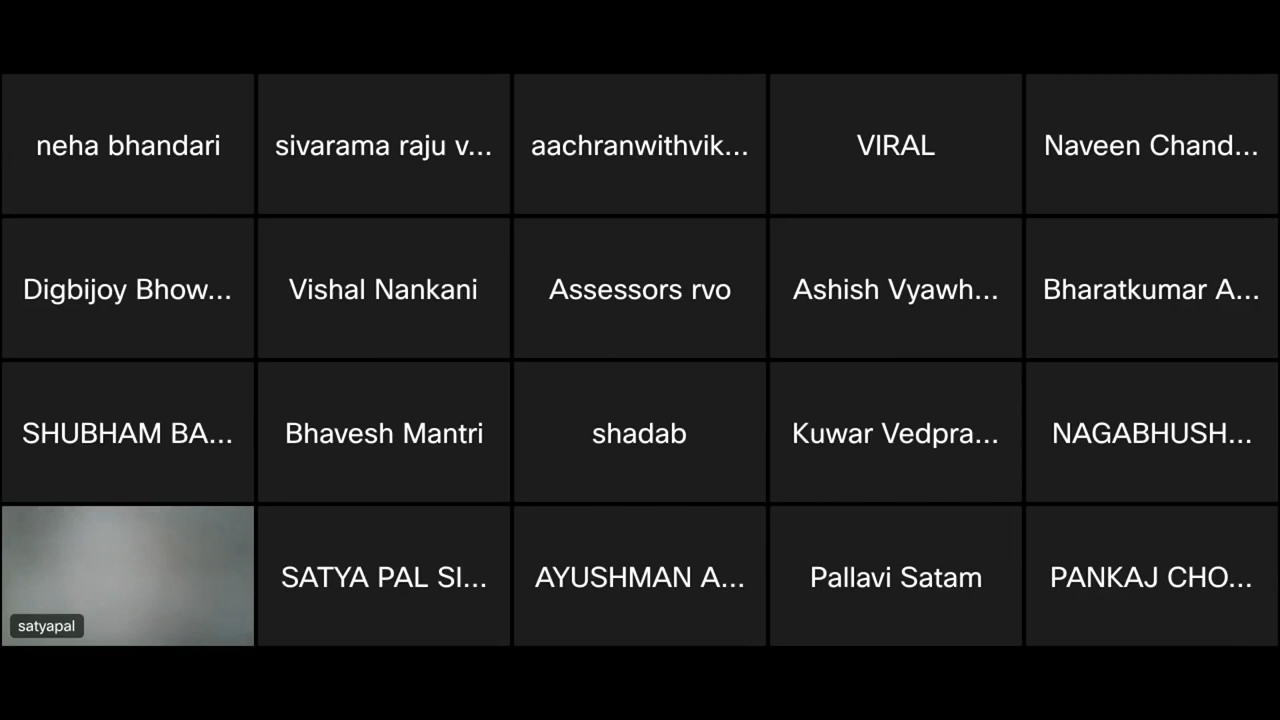 neha bhandari
sivarama raju v...
aachranwithvik...
VIRAL
Naveen Chand...
Digbijoy Bhow...
Vishal Nankani
Assessors rvo
Ashish Vyawh...
Bharatkumar A...
SHUBHAM BA...
Bhavesh Mantri
shadab
Kuwar Vedpra...
NAGABHUSH...
satyapal
SATYA PAL SI...
AYUSHMAN A...
Pallavi Satam
PANKAJ CHO...